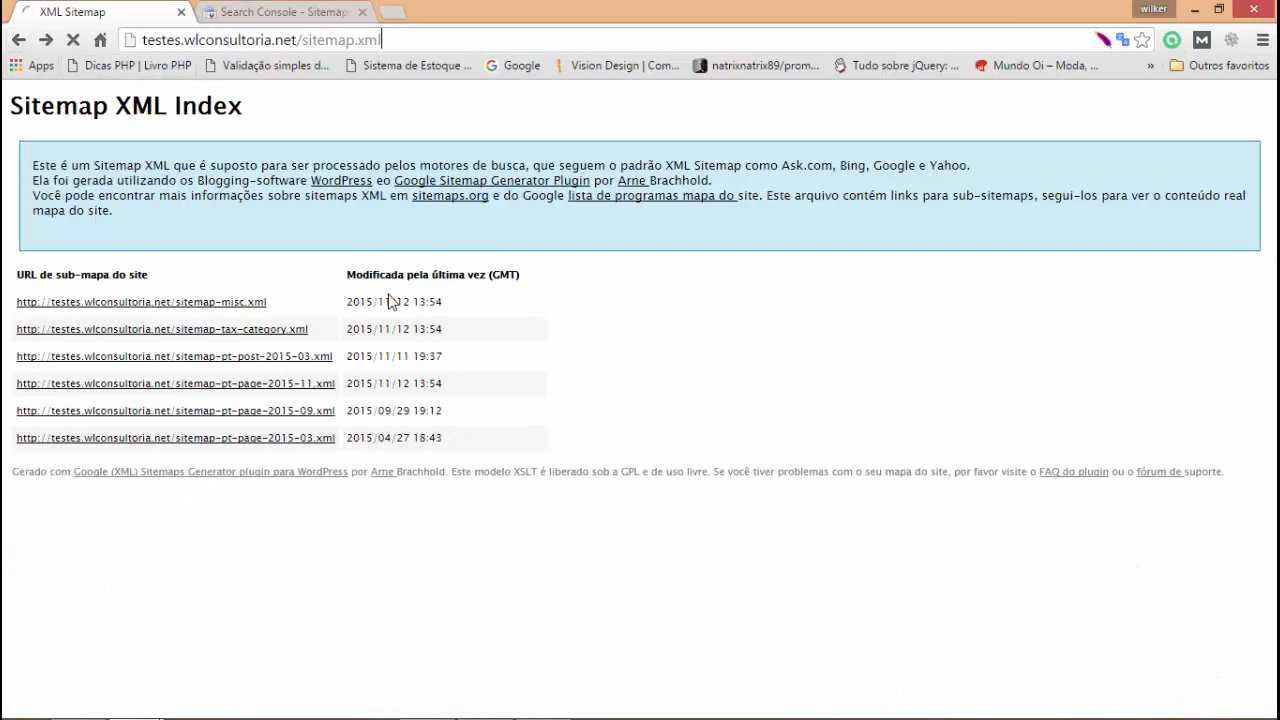 XML Sitemap
Search Console - Sitemap
wilker
testes.wlconsultoria.net/sitemap.xml
Apps
Dicas PHP | Livro PHP
Validação simples d...
Sistema de Estoque ...
Google
Vision Design | Com...
natrixnatrix89/prom...
Tudo sobre jQuery: ...
Mundo Oi – Moda, ...
»
Outros favoritos
Sitemap XML Index
Este é um Sitemap XML que é suposto para ser processado pelos motores de busca, que seguem o padrão XML Sitemap como Ask.com, Bing, Google e Yahoo.
Ela foi gerada utilizando os Blogging-software WordPress eo Google Sitemap Generator Plugin por Arne Brachhold.
Você pode encontrar mais informações sobre sitemaps XML em sitemaps.org e do Google lista de programas mapa do site. Este arquivo contém links para sub-sitemaps, segui-los para ver o conteúdo real
mapa do site.
URL de sub-mapa do site Modificada pela última vez (GMT)
http://testes.wlconsultoria.net/sitemap-misc.xml 2015/11/12 13:54
http://testes.wlconsultoria.net/sitemap-tax-category.xml 2015/11/12 13:54
http://testes.wlconsultoria.net/sitemap-pt-post-2015-03.xml 2015/11/11 19:37
http://testes.wlconsultoria.net/sitemap-pt-page-2015-11.xml 2015/11/12 13:54
http://testes.wlconsultoria.net/sitemap-pt-page-2015-09.xml 2015/09/29 19:12
http://testes.wlconsultoria.net/sitemap-pt-page-2015-03.xml 2015/04/27 18:43
Gerado com Google (XML) Sitemaps Generator plugin para WordPress por Arne Brachhold. Este modelo XSLT é liberado sob a GPL e de uso livre. Se você tiver problemas com o seu mapa do site, por favor visite o FAQ do plugin ou o fórum de suporte.